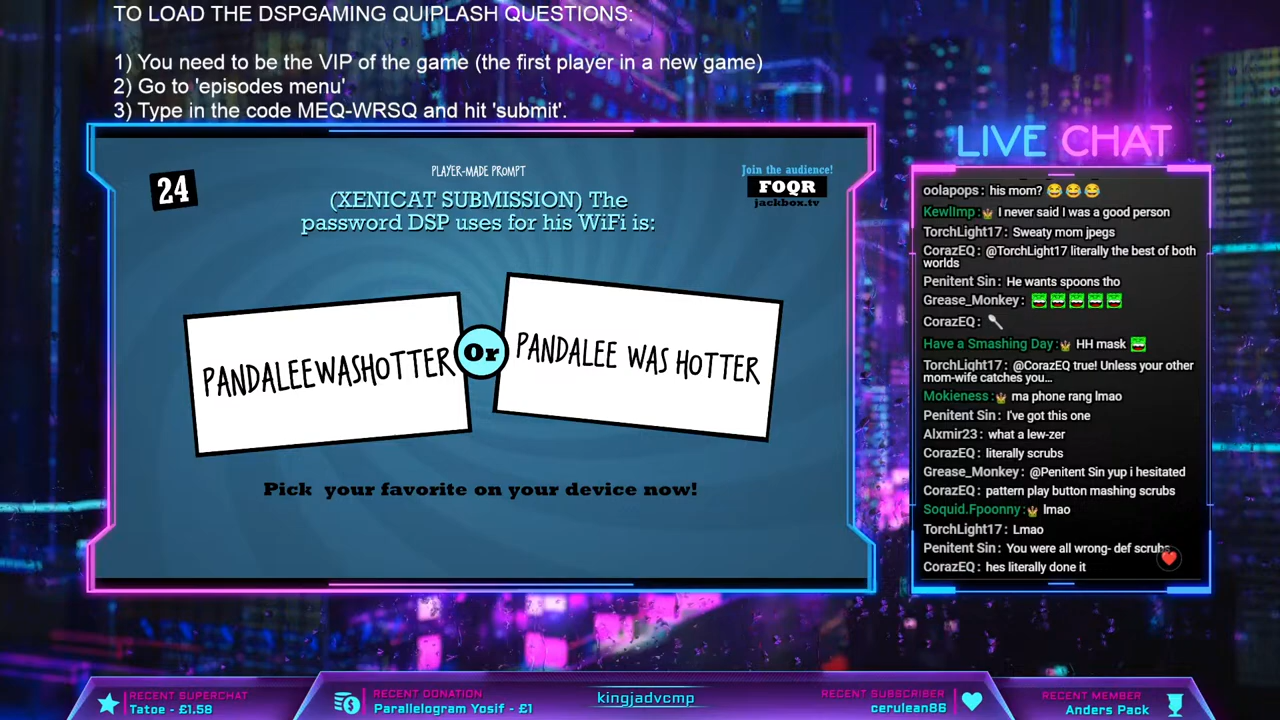 TO LOAD THE DSPGAMING QUIPLASH QUESTIONS:
1) You need to be the VIP of the game (the first player in a new game)
2) Go to 'episodes menu'
3) Type in the code MEQ-WRSQ and hit 'submit'.
24
PLAYER-MADE PROMPT
(XENICAT SUBMISSION) The
password DSP uses for his WiFi is:
Join the audience!
FOQR
jackbox.tv
PANDALEEWASHOTTER
Or
PANDALEE WAS HOTTER
Pick your favorite on your device now!
LIVE CHAT
oolapops: his mom? 😂 😂 😂
KewlImp: I never said I was a good person
TorchLight17: Sweaty mom jpegs
CorazEQ: @TorchLight17 literally the best of both
worlds
Penitent Sin: He wants spoons tho
Grease_Monkey:
CorazEQ: 🥄
Have a Smashing Day: HH mask
TorchLight17: @CorazEQ true! Unless your other
mom-wife catches you...
Mokieness: ma phone rang lmao
Penitent Sin: I've got this one
Alxmir23: what a lew-zer
CorazEQ: literally scrubs
Grease_Monkey: @Penitent Sin yup i hesitated
CorazEQ: pattern play button mashing scrubs
Soquid.Fpoonny: lmao
TorchLight17: Lmao
Penitent Sin: You were all wrong- def scrubs
CorazEQ: hes literally done it
RECENT SUPERCHAT
Tatoe - £1.58
RECENT DONATION
Parallelogram Yosif - £1
kingjadvcmp
RECENT SUBSCRIBER
cerulean86
RECENT MEMBER
Anders Pack